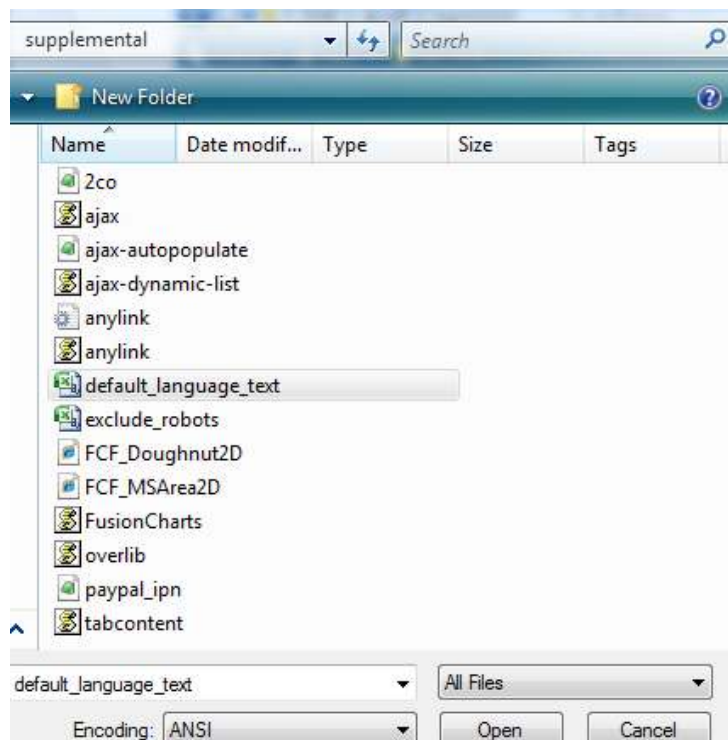 supplemental Search
New Folder
Name Date modif... Type Size Tags
2co
ajax
ajax-autopopulate
ajax-dynamic-list
anylink
anylink
default_language_text
exclude_robots
FCF_Doughnut2D
FCF_MSArea2D
FusionCharts
overlib
paypal_ipn
tabcontent
default_language_text All Files
Encoding: ANSI Open Cancel